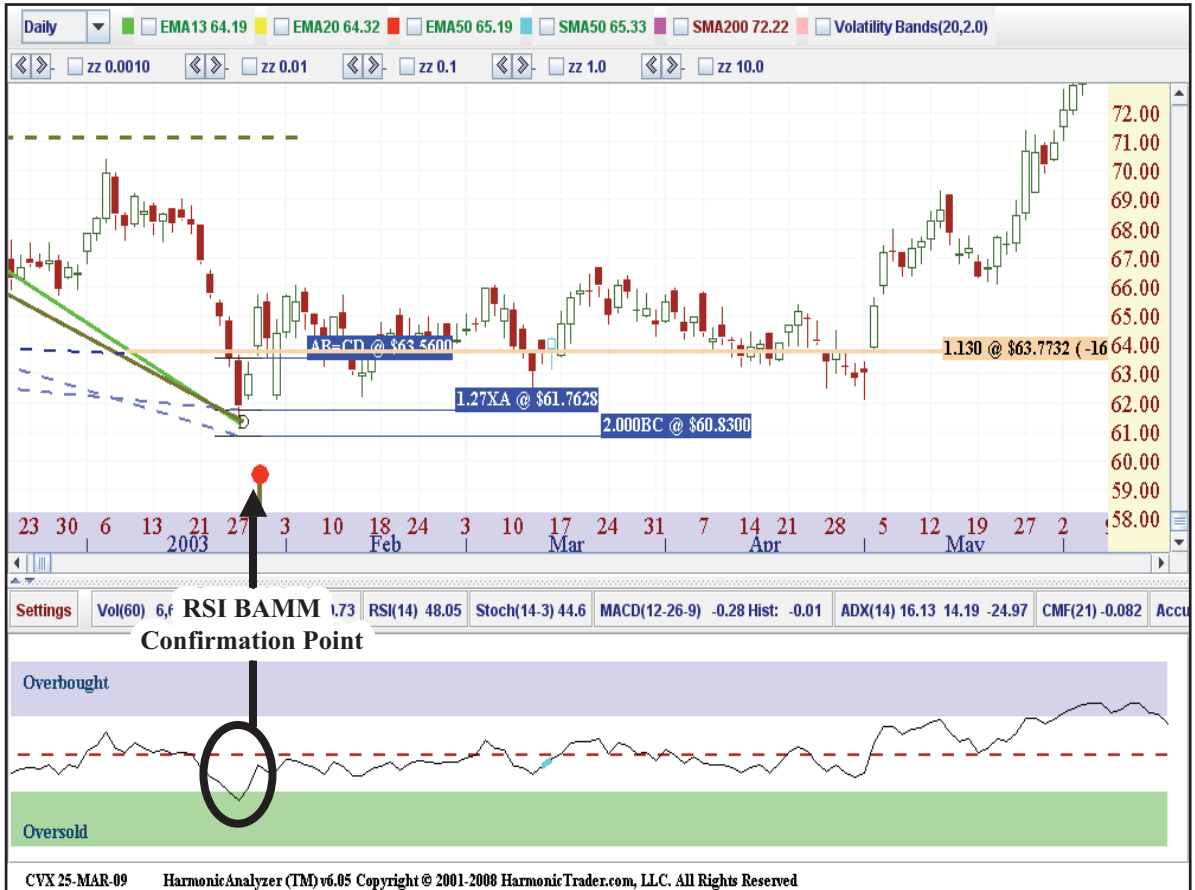 Daily EMA13 64.19 EMA20 64.32 EMA50 65.19 SMA50 65.33 SMA200 72.22 Volatility Bands(20,2.0)
zz 0.0010 zz 0.01 zz 0.1 zz 1.0 zz 10.0
72.00
71.00
70.00
69.00
68.00
67.00
66.00
65.00
AB=CD @ $63.5600
1.130 @ $63.7732 ( -16
64.00
63.00
1.27XA @ $61.7628
62.00
2.000BC @ $60.8300
61.00
60.00
59.00
58.00
23 30 6 13 21 27 3 10 18 24 3 10 17 24 31 7 14 21 28 5 12 19 27 2
2003 Feb Mar Apr May
Settings Vol(60) 0.73 RSI(14) 48.05 Stoch(14-3) 44.6 MACD(12-26-9) -0.28 Hist: -0.01 ADX(14) 16.13 14.19 -24.97 CMF(21) -0.082 Accu
RSI BAMM
Confirmation Point
Overbought
Oversold
CVX 25-MAR-09 HarmonicAnalyzer (TM) v6.05 Copyright © 2001-2008 HarmonicTrader.com, LLC. All Rights Reserved